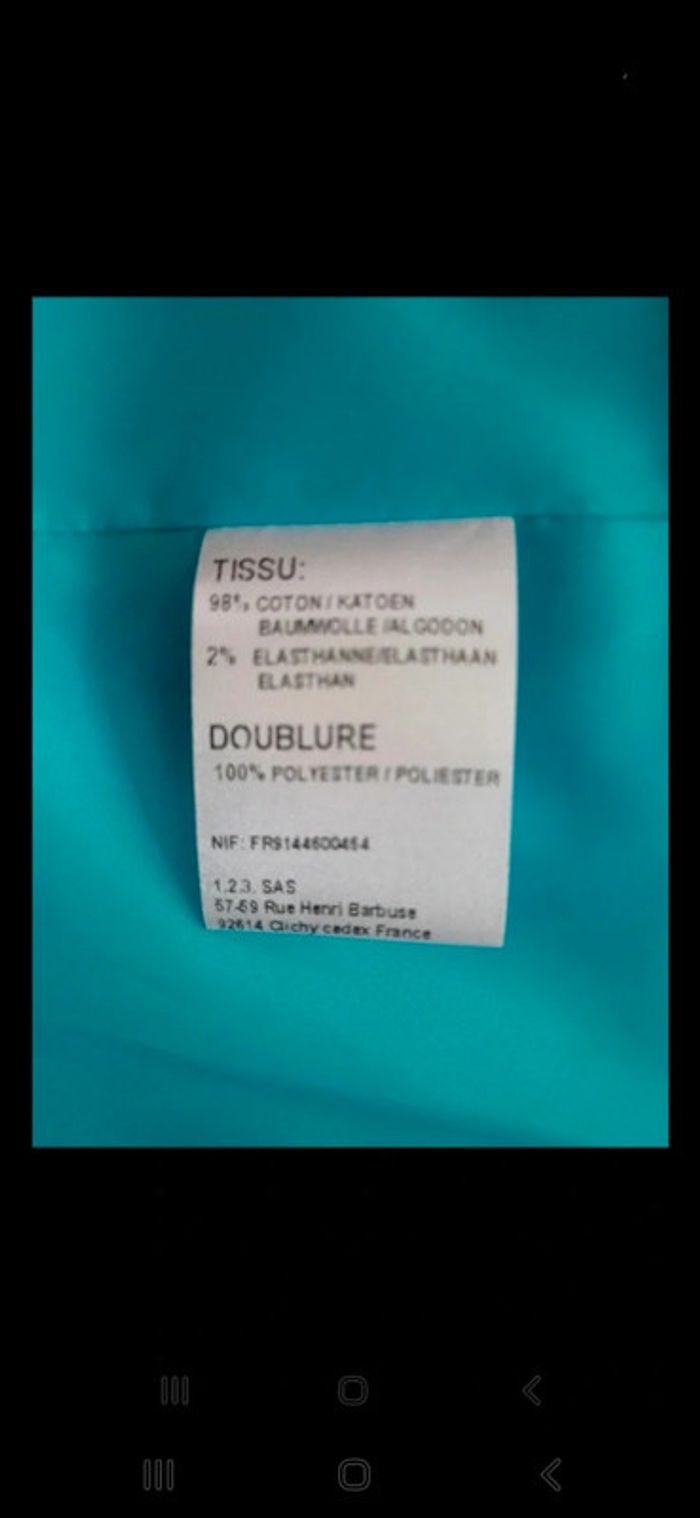 TISSU:
98% COTON / KATOEN
BAUMWOLLE /ALGODON
2% ELASTHANNE/ELASTHAAN
ELASTHAN
DOUBLURE
100% POLYESTER / POLIESTER
NIF: FR9144600454
1.2.3. SAS
57-59 Rue Henri Barbuse
92614 Clichy cedex France